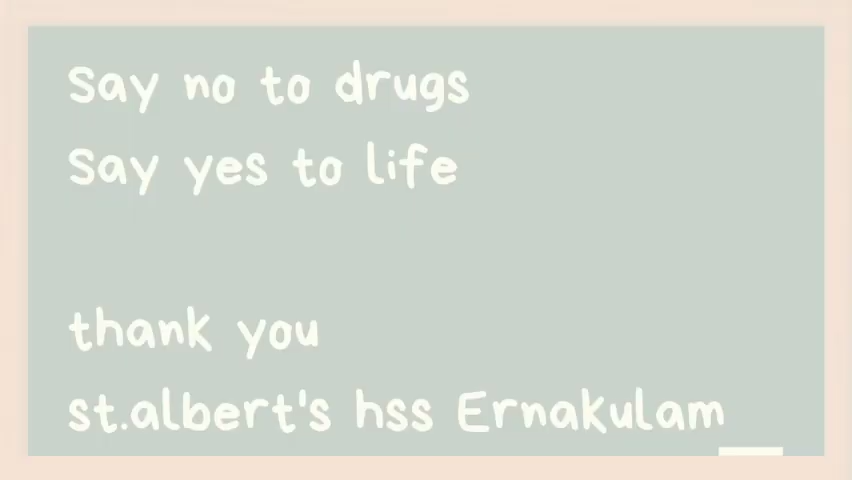 Say no to drugs
Say yes to life
thank you
st.albert's hss Ernakulam